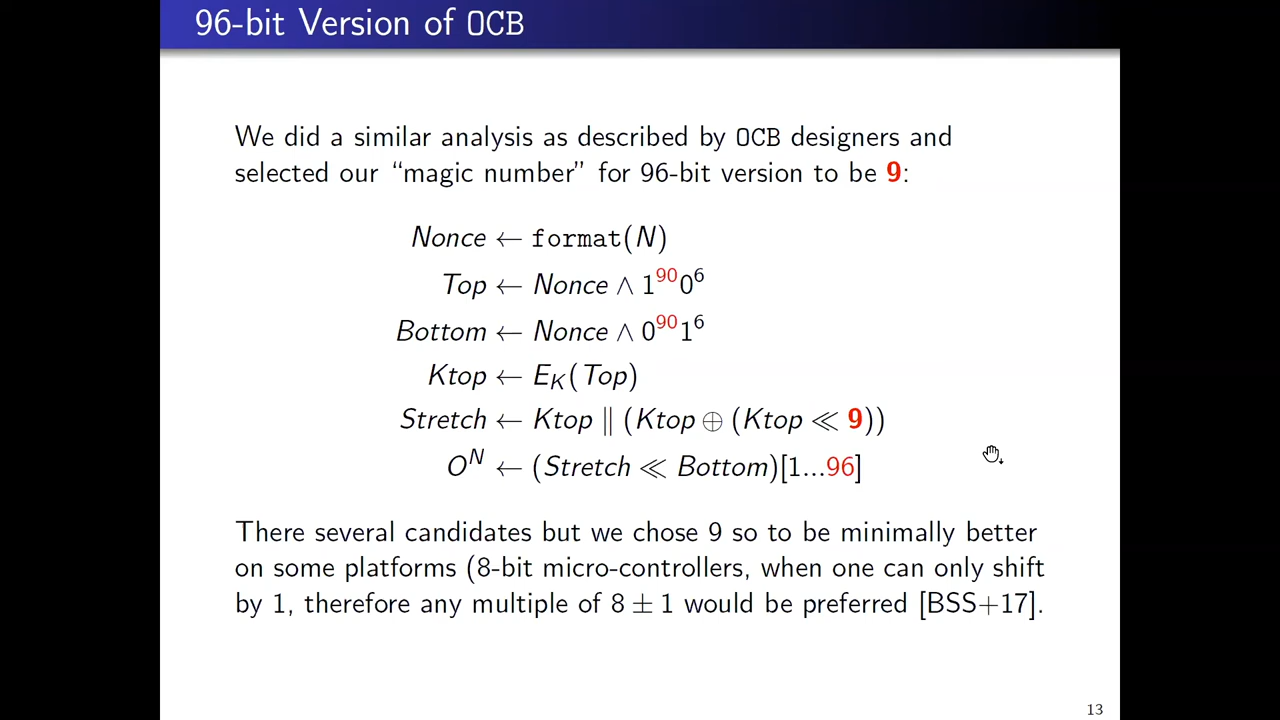 96-bit Version of OCB
We did a similar analysis as described by OCB designers and
selected our “magic number” for 96-bit version to be 9:
Nonce ← format(N)
Top ← Nonce ∧ 1⁹⁰0⁶
Bottom ← Nonce ∧ 0⁹⁰1⁶
Ktop ← E_K(Top)
Stretch ← Ktop ∥ (Ktop ⊕ (Ktop ≪ 9))
Oᴺ ← (Stretch ≪ Bottom)[1...96]
There several candidates but we chose 9 so to be minimally better
on some platforms (8-bit micro-controllers, when one can only shift
by 1, therefore any multiple of 8 ± 1 would be preferred [BSS+17].
13